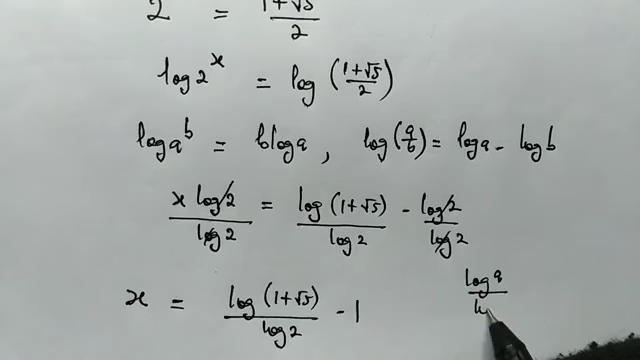 2 = (1+√5)/2
log 2^x = log ((1+√5)/2)
log a^b = b log a , log (a/b) = log a - log b
x log 2 / log 2 = log (1+√5) / log 2 - log 2 / log 2
x = log (1+√5) / log 2 - 1
log a